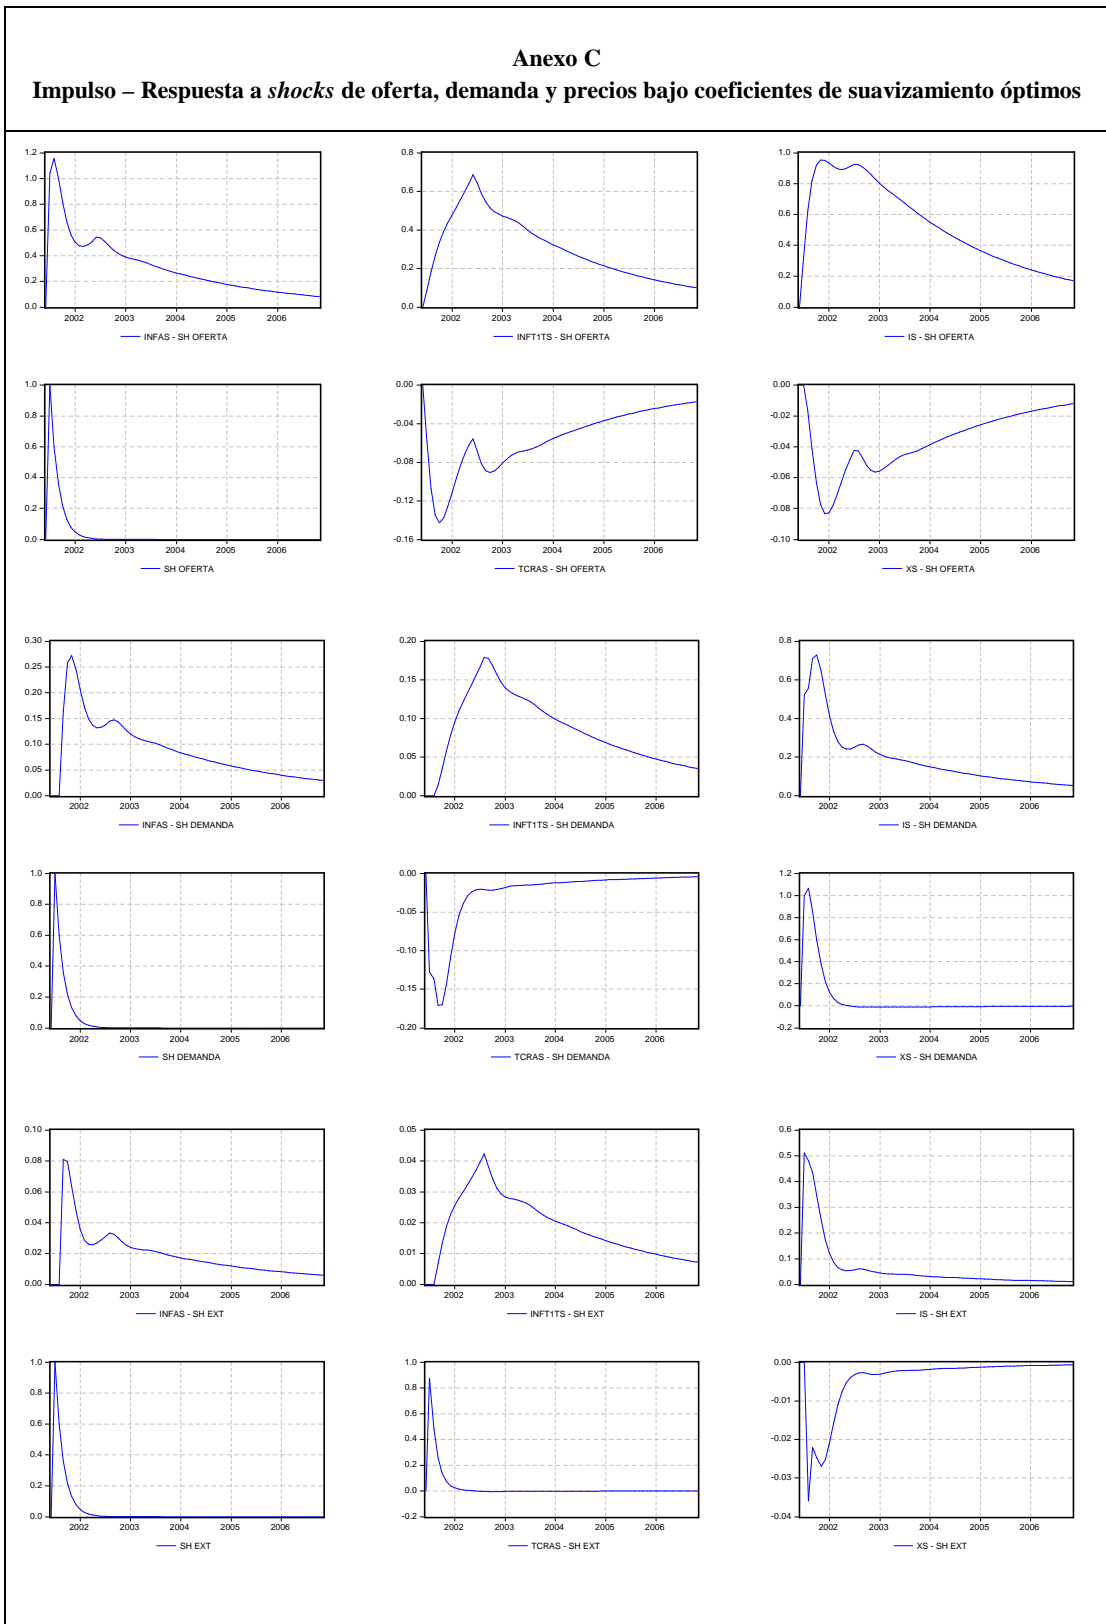 Anexo C
Impulso – Respuesta a shocks de oferta, demanda y precios bajo coeficientes de suavizamiento óptimos
1.2
1.0
0.8
0.6
0.4
0.2
0.0
2002 2003 2004 2005 2006
INFAS - SH OFERTA
0.8
0.6
0.4
0.2
0.0
2002 2003 2004 2005 2006
INFT1TS - SH OFERTA
1.0
0.8
0.6
0.4
0.2
0.0
2002 2003 2004 2005 2006
IS - SH OFERTA
1.0
0.8
0.6
0.4
0.2
0.0
2002 2003 2004 2005 2006
SH OFERTA
0.00
-0.04
-0.08
-0.12
-0.16
2002 2003 2004 2005 2006
TCRAS - SH OFERTA
0.00
-0.02
-0.04
-0.06
-0.08
-0.10
2002 2003 2004 2005 2006
XS - SH OFERTA
0.30
0.25
0.20
0.15
0.10
0.05
0.00
2002 2003 2004 2005 2006
INFAS - SH DEMANDA
0.20
0.15
0.10
0.05
0.00
2002 2003 2004 2005 2006
INFT1TS - SH DEMANDA
0.8
0.6
0.4
0.2
0.0
2002 2003 2004 2005 2006
IS - SH DEMANDA
1.0
0.8
0.6
0.4
0.2
0.0
2002 2003 2004 2005 2006
SH DEMANDA
0.00
-0.05
-0.10
-0.15
-0.20
2002 2003 2004 2005 2006
TCRAS - SH DEMANDA
1.2
1.0
0.8
0.6
0.4
0.2
0.0
-0.2
2002 2003 2004 2005 2006
XS - SH DEMANDA
0.10
0.08
0.06
0.04
0.02
0.00
2002 2003 2004 2005 2006
INFAS - SH EXT
0.05
0.04
0.03
0.02
0.01
0.00
2002 2003 2004 2005 2006
INFT1TS - SH EXT
0.6
0.5
0.4
0.3
0.2
0.1
0.0
2002 2003 2004 2005 2006
IS - SH EXT
1.0
0.8
0.6
0.4
0.2
0.0
2002 2003 2004 2005 2006
SH EXT
1.0
0.8
0.6
0.4
0.2
0.0
-0.2
2002 2003 2004 2005 2006
TCRAS - SH EXT
0.00
-0.01
-0.02
-0.03
-0.04
2002 2003 2004 2005 2006
XS - SH EXT